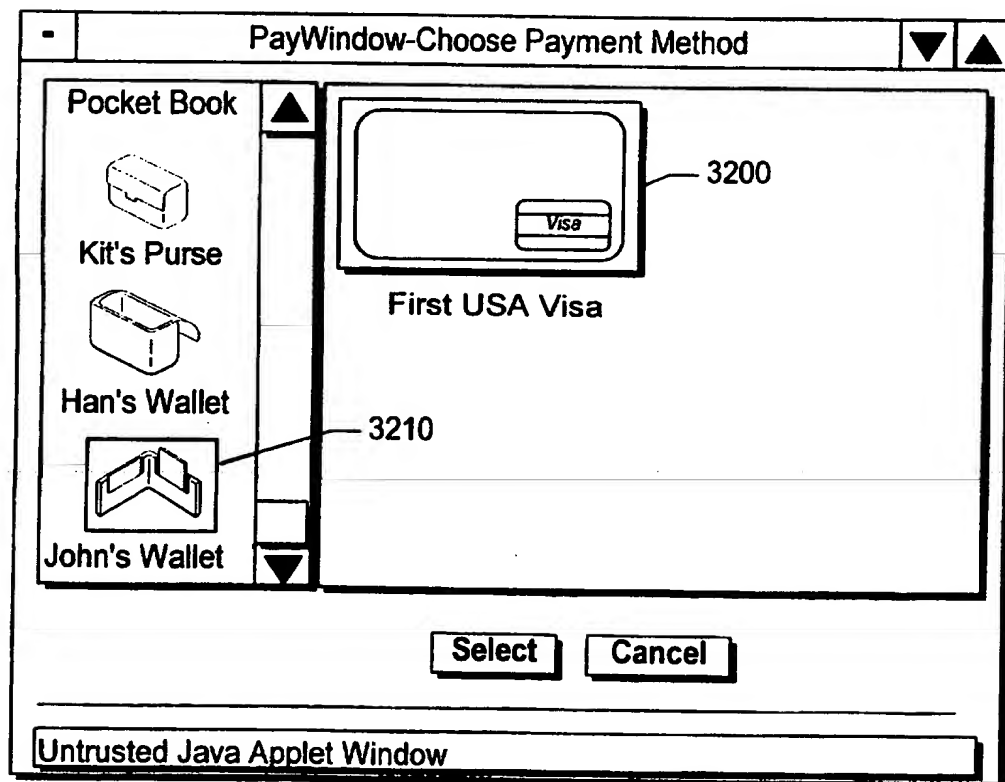 PayWindow-Choose Payment Method
Pocket Book
Kit's Purse
Han's Wallet
3210
John's Wallet
Visa
3200
First USA Visa
Select
Cancel
Untrusted Java Applet Window